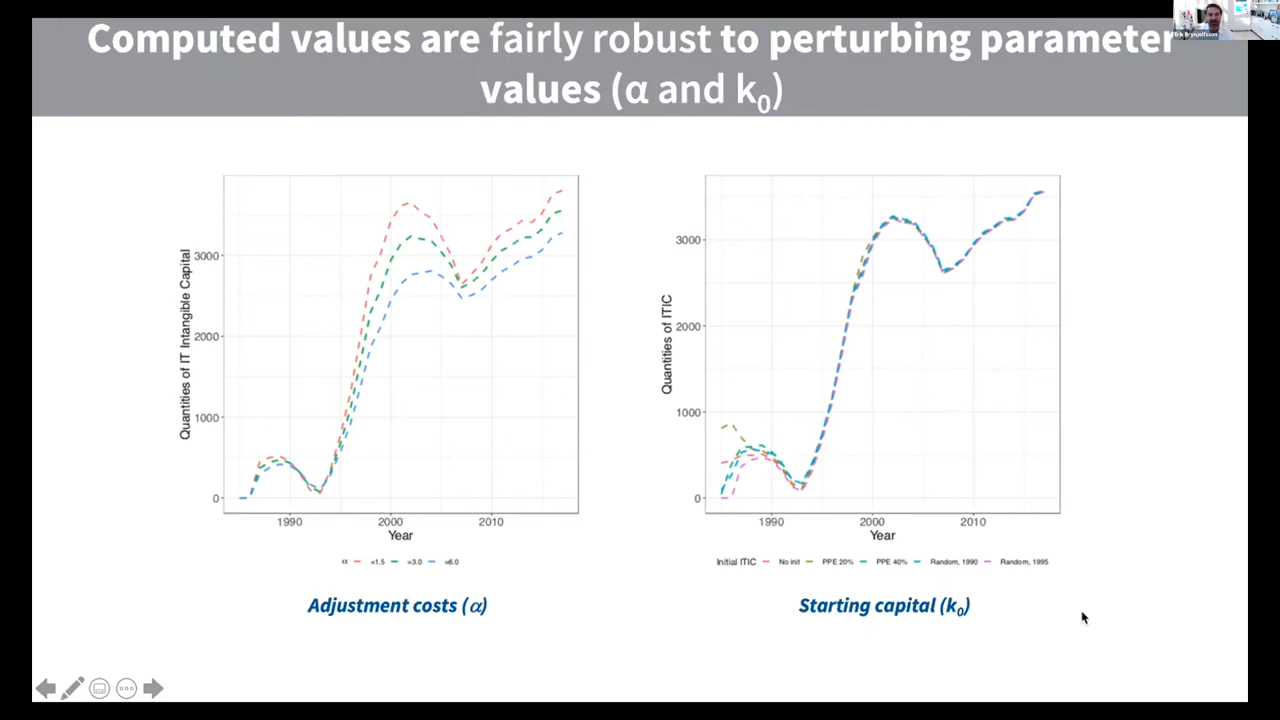 Computed values are fairly robust to perturbing parameter
values (α and k₀)
Erik Brynjolfsson
Quantities of IT Intangible Capital
3000
2000
1000
0
1990
2000
2010
Year
α =1.5 =3.0 =6.0
Adjustment costs (α)
Quantities of ITIC
3000
2000
1000
0
1990
2000
2010
Year
Initial ITIC No init PPE 20% PPE 40% Random, 1990 Random, 1995
Starting capital (k₀)